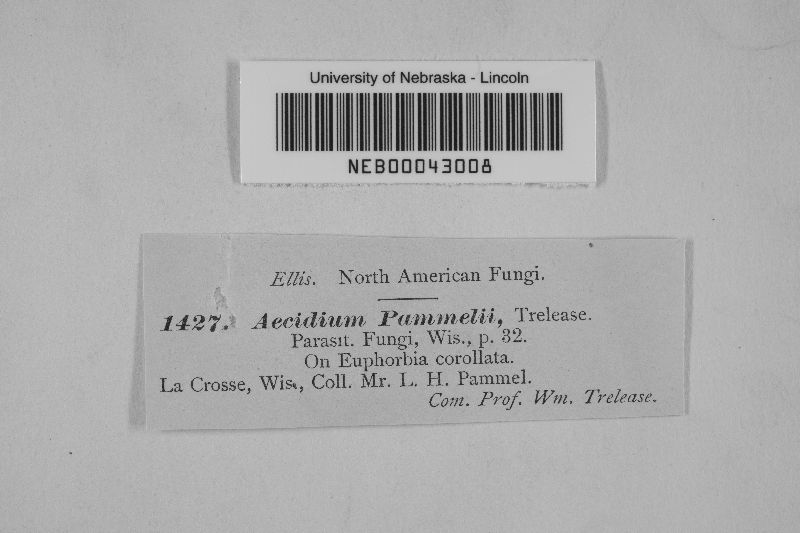 University of Nebraska - Lincoln
NEB00043008
Ellis. North American Fungi.
1427. Aecidium Pammelii, Trelease.
Parasit. Fungi, Wis., p. 32.
On Euphorbia corollata.
La Crosse, Wis., Coll. Mr. L. H. Pammel.
Com. Prof. Wm. Trelease.